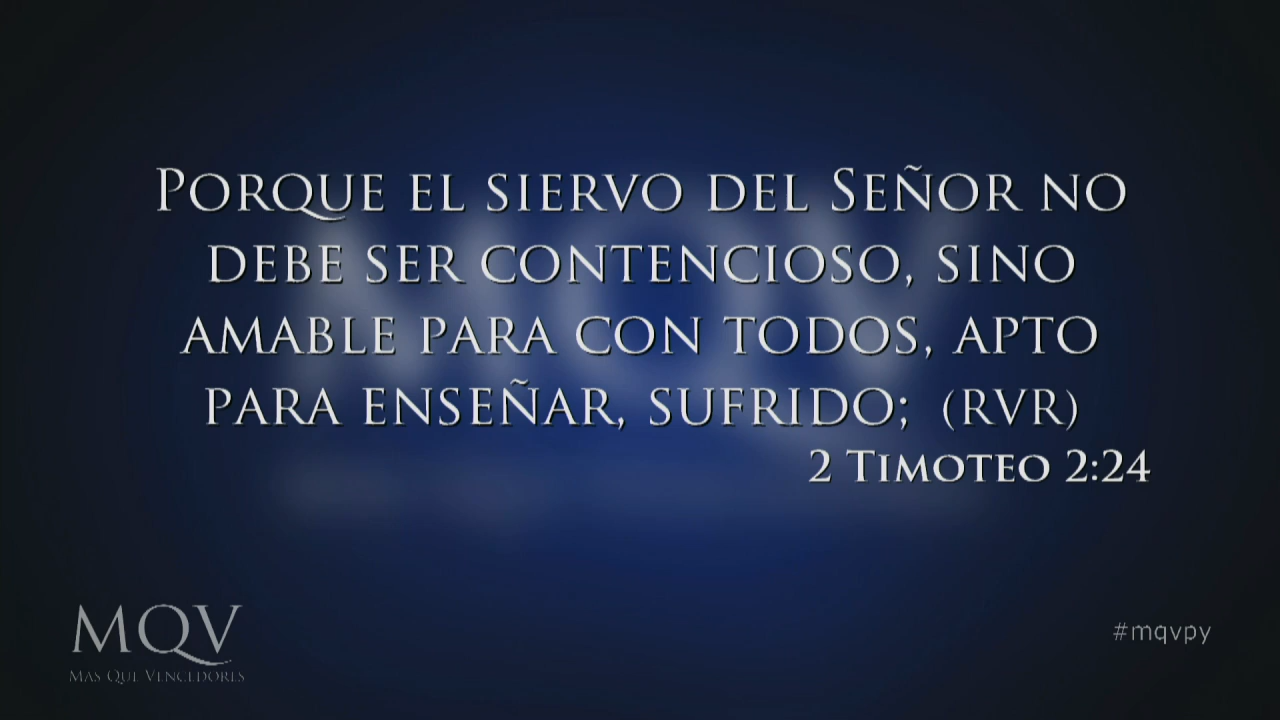 Porque el siervo del Señor no
debe ser contencioso, sino
amable para con todos, apto
para enseñar, sufrido; (RVR)
2 Timoteo 2:24
MQV
Mas Que Vencedores
#mqvpy